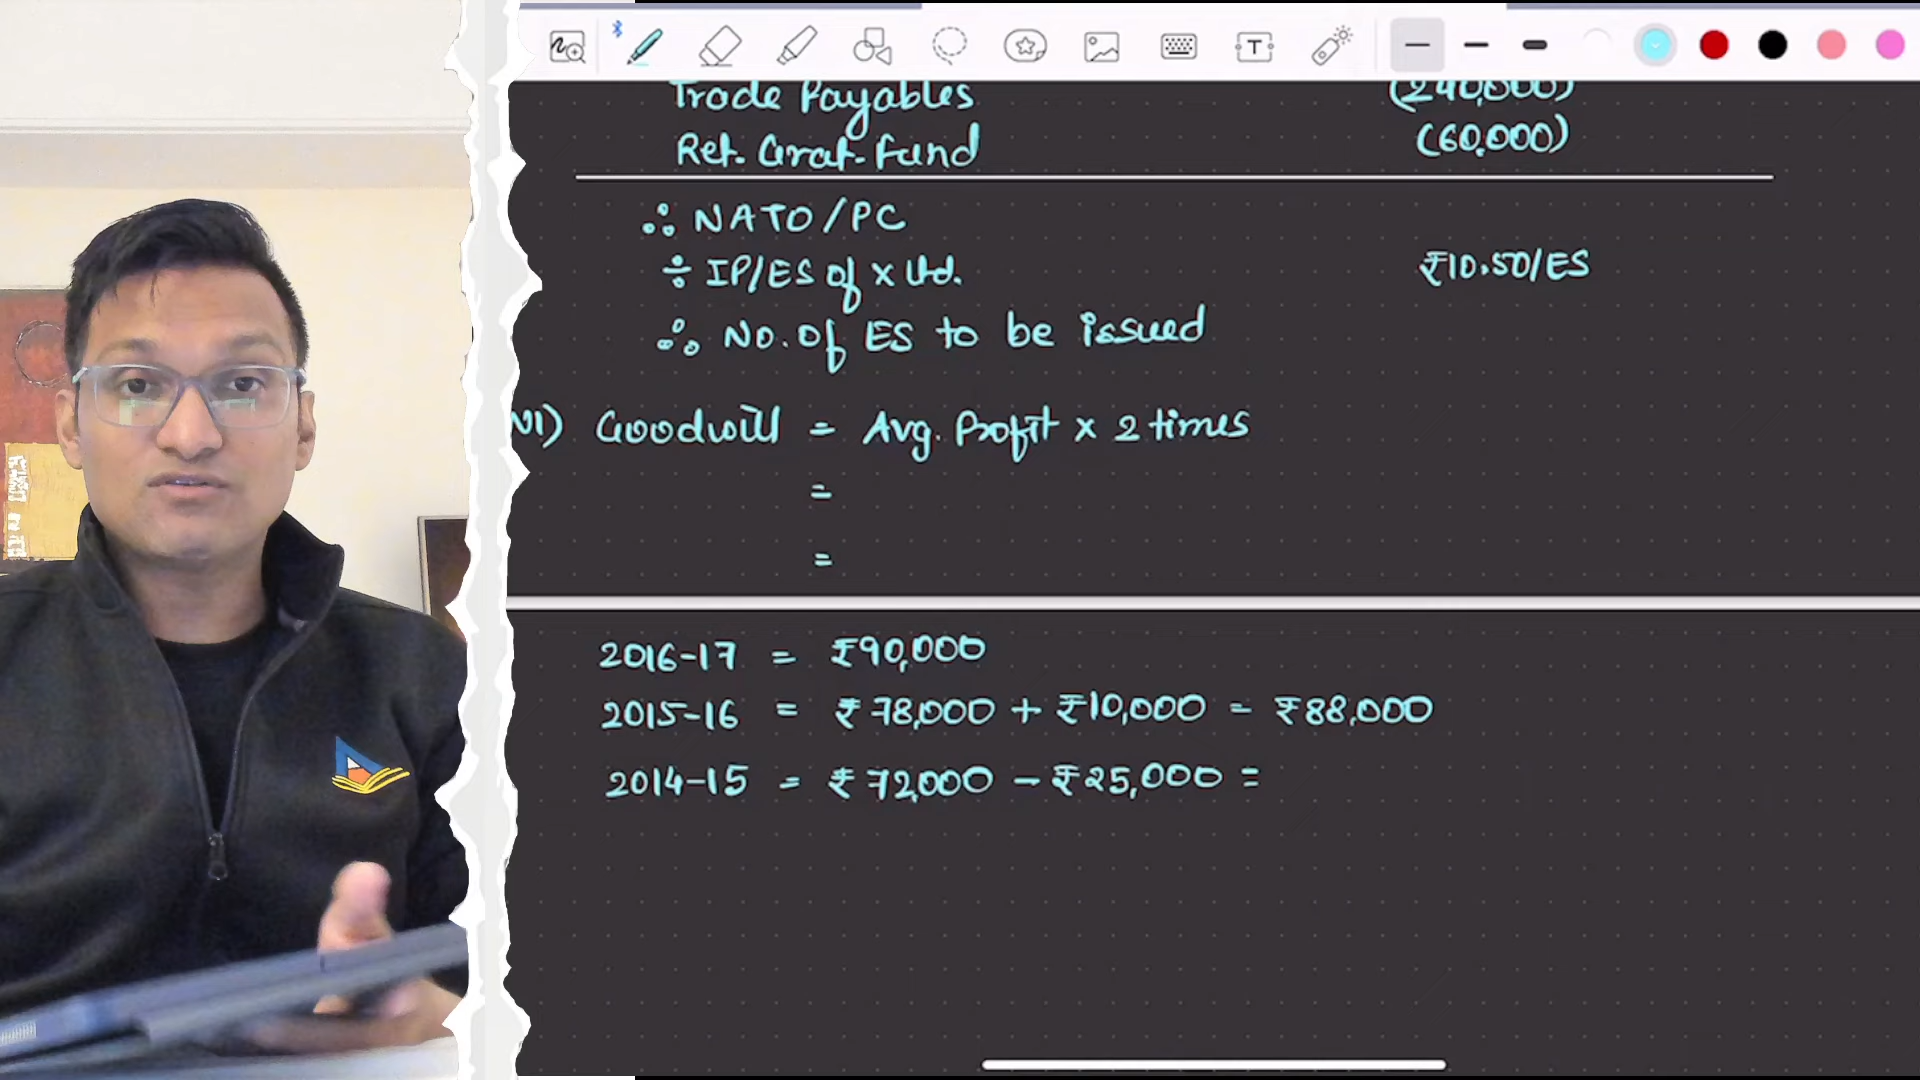 Trade Payables (240,000)
Ret. Grat. Fund (60,000)
∴ NATO/PC
÷ IP/ES of X Ltd. ₹10.50/ES
∴ No. of ES to be issued
Goodwill = Avg. Profit x 2 times
=
=
2016-17 = ₹90,000
2015-16 = ₹78,000 + ₹10,000 = ₹88,000
2014-15 = ₹72,000 - ₹25,000 =